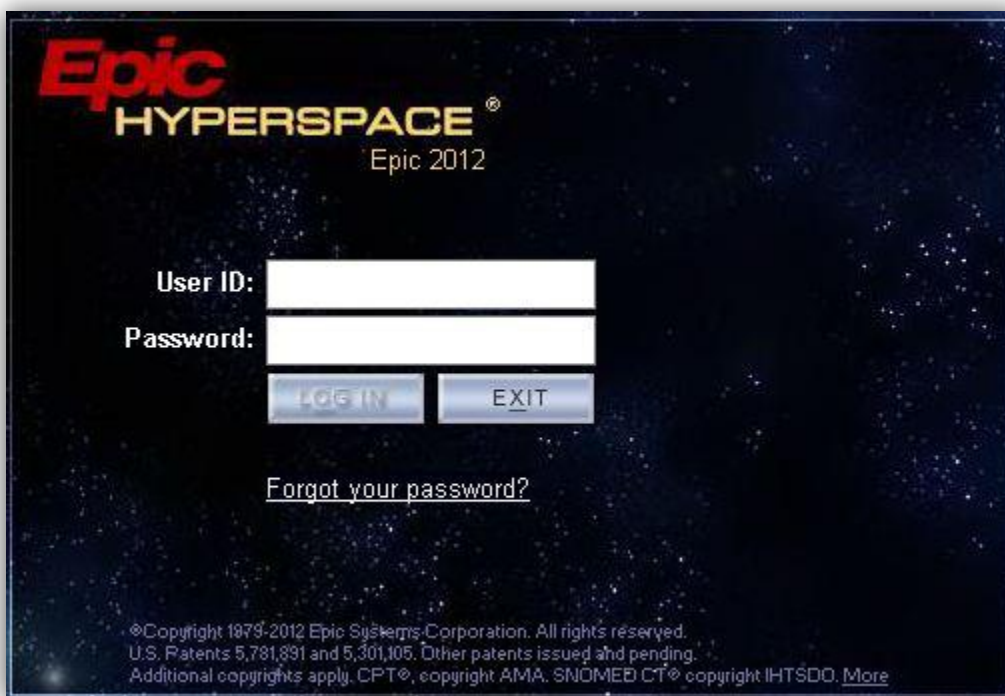 Epic
HYPERSPACE ®
Epic 2012
User ID:
Password:
LOG IN
EXIT
Forgot your password?
©Copyright 1979-2012 Epic Systems Corporation. All rights reserved.
U.S. Patents 5,781,891 and 5,301,105. Other patents issued and pending.
Additional copyrights apply. CPT®, copyright AMA. SNOMED CT® copyright IHTSDO. More